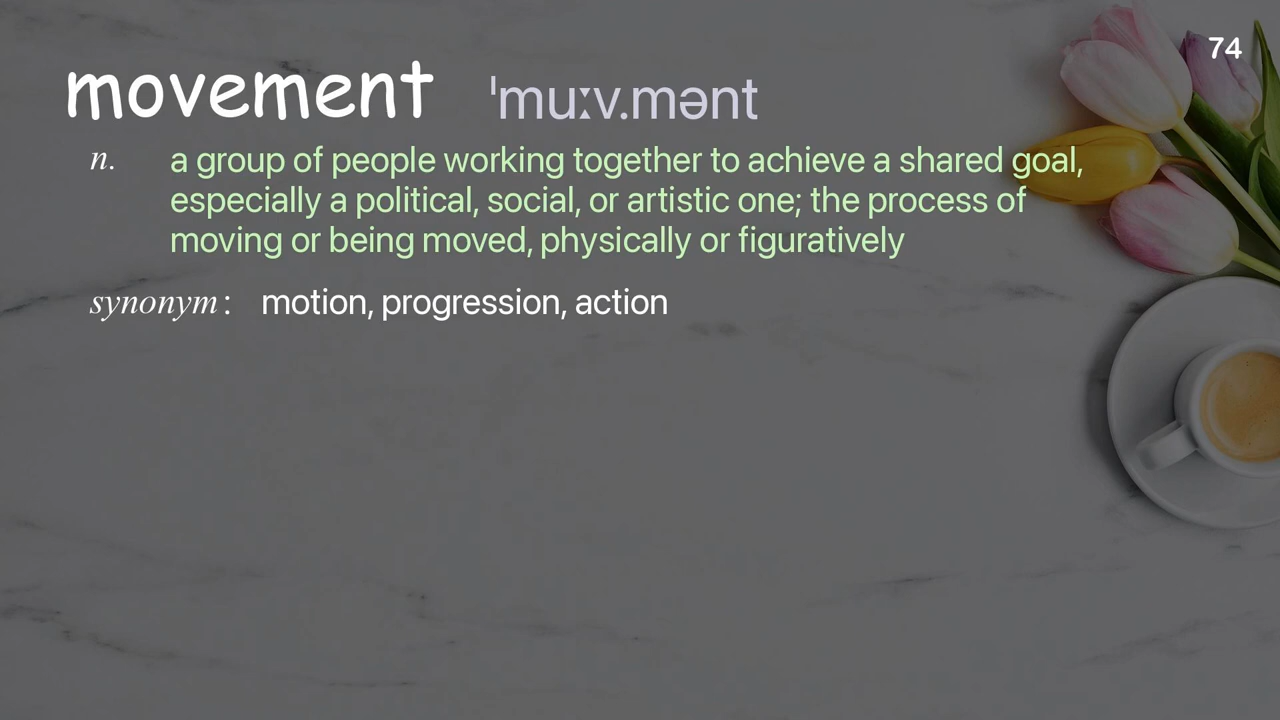 74
movement ˈmuːv.mənt
n. a group of people working together to achieve a shared goal,
especially a political, social, or artistic one; the process of
moving or being moved, physically or figuratively
synonym: motion, progression, action